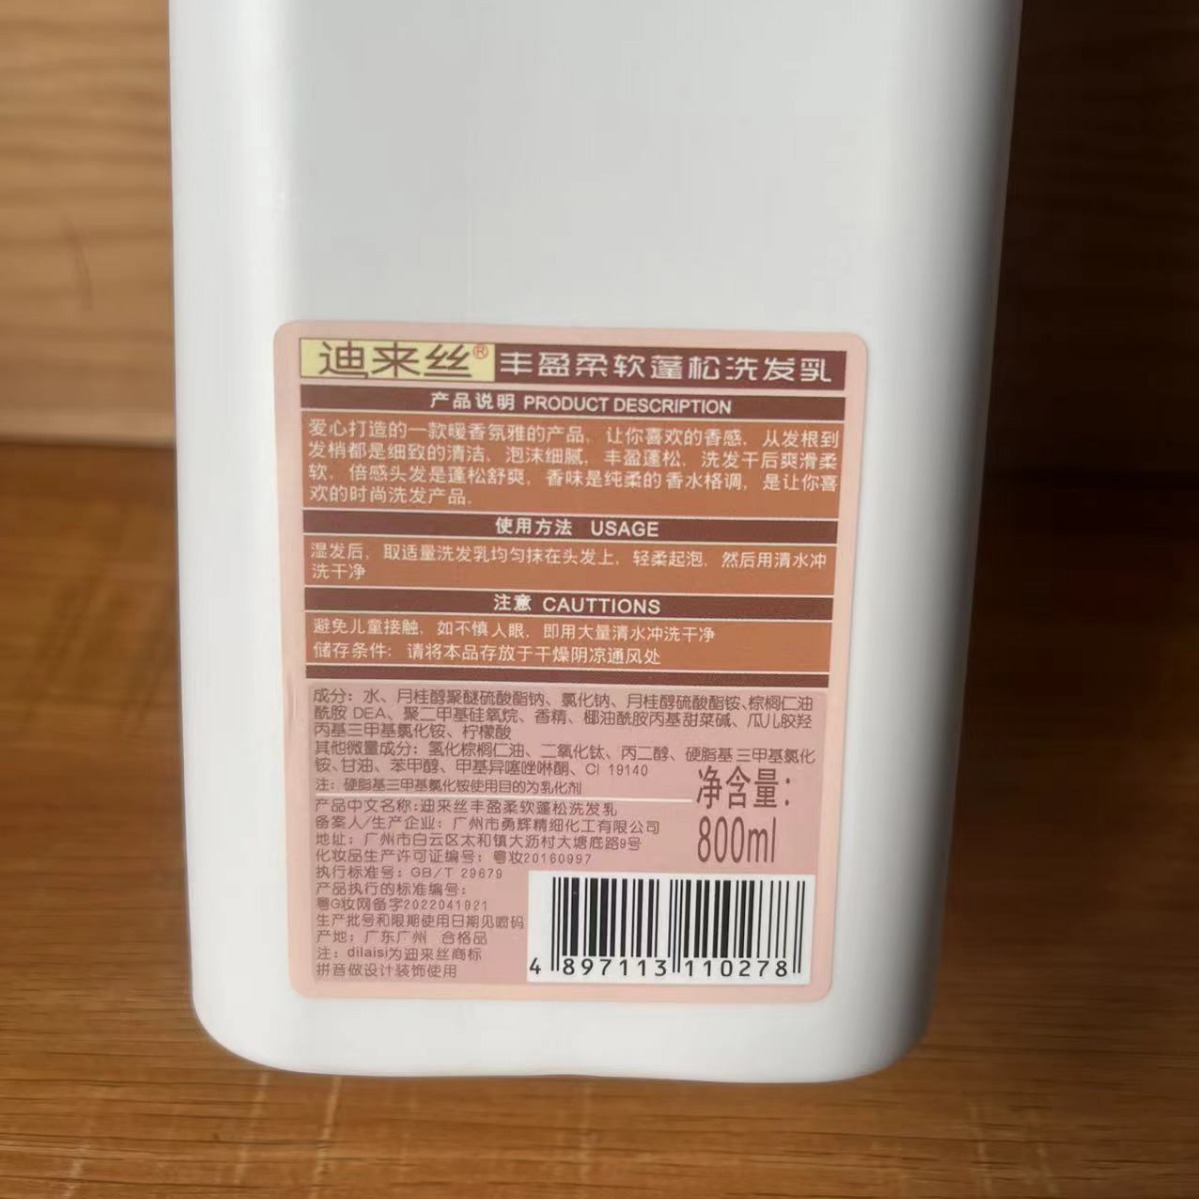 迪来丝® 丰盈柔软蓬松洗发乳
产品说明 PRODUCT DESCRIPTION
爱心打造的一款暖香氛雅的产品，让你喜欢的香感，从发根到
发梢都是细致的清洁，泡沫细腻，丰盈蓬松，洗发干后爽滑柔
软，倍感头发是蓬松舒爽，香味是纯柔的香水格调，是让你喜
欢的时尚洗发产品.
使用方法 USAGE
湿发后，取适量洗发乳均匀抹在头发上，轻柔起泡，然后用清水冲
洗干净
注意 CAUTTIONS
避免儿童接触，如不慎入眼，即用大量清水冲洗干净
储存条件：请将本品存放于干燥阴凉通风处
成分：水、月桂醇聚醚硫酸酯钠、氯化钠、月桂醇硫酸酯铵、棕榈仁油
酰胺 DEA、聚二甲基硅氧烷、香精、椰油酰胺丙基甜菜碱、瓜儿胶羟
丙基三甲基氯化铵、柠檬酸
其他微量成分：氢化棕榈仁油、二氧化钛、丙二醇、硬脂基三甲基氯化
铵、甘油、苯甲醇、甲基异噻唑啉酮、CI 19140
注：硬脂基三甲基氯化铵使用目的为乳化剂
产品中文名称：迪来丝丰盈柔软蓬松洗发乳
备案人/生产企业：广州市勇辉精细化工有限公司
地址：广州市白云区太和镇大沥村大塘庑路9号
化妆品生产许可证编号：粤妆20160997
执行标准号：GB/T 29679
产品执行的标准编号：
粤G妆网备字2022041921
生产批号和限期使用日期见喷码
产地：广东广州 合格品
注：dilaisi为迪来丝商标
拼音做设计装饰使用
净含量：
800ml
4 897113 110278